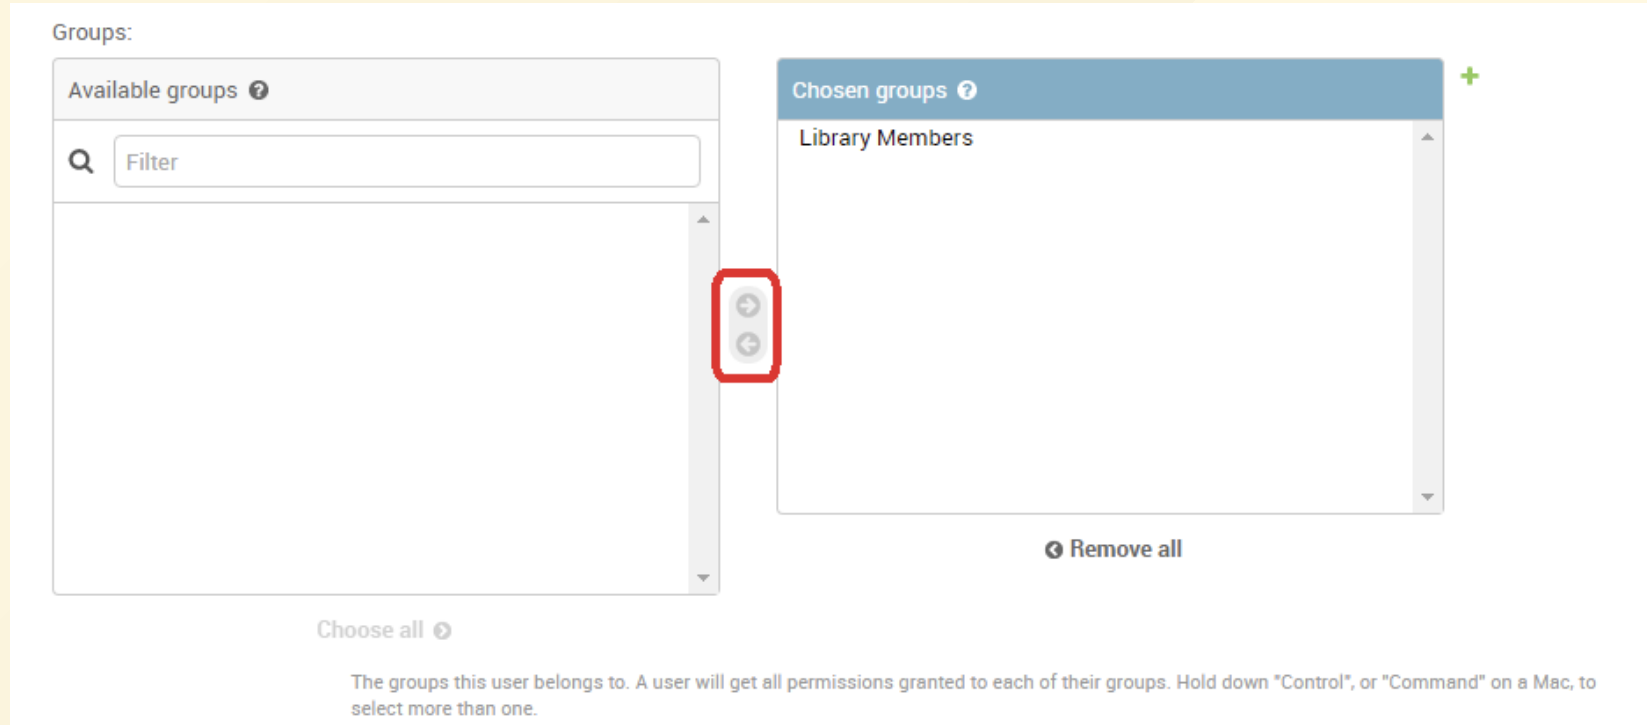 Groups:
Available groups
Chosen groups
Filter
Library Members
Remove all
Choose all
The groups this user belongs to. A user will get all permissions granted to each of their groups. Hold down "Control", or "Command" on a Mac, to
select more than one.